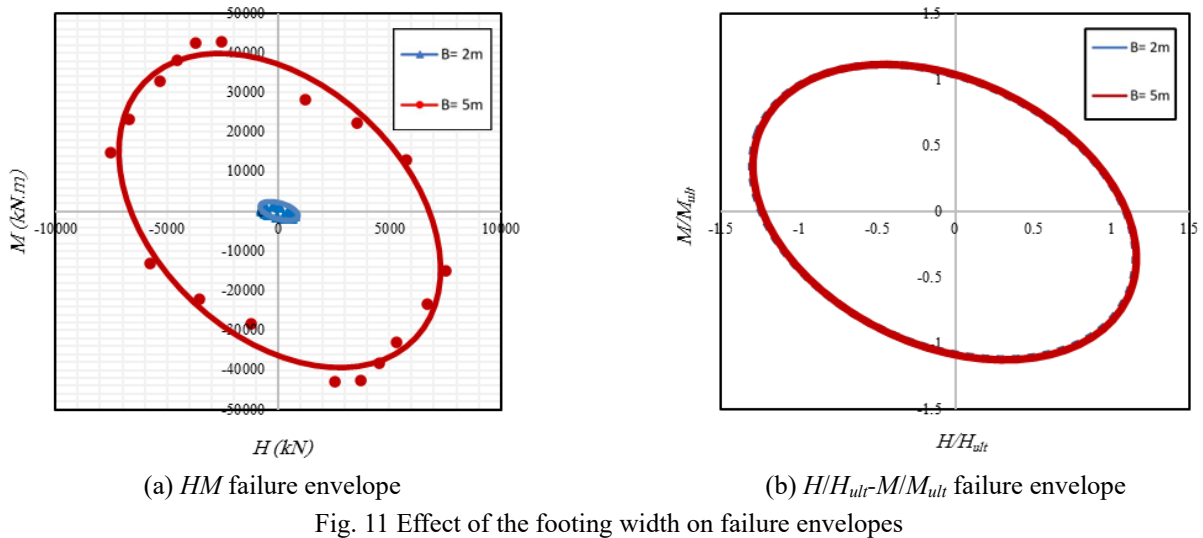 50000
40000
30000
20000
10000
0
-10000
-20000
-30000
-40000
-50000
-10000
-5000
0
5000
10000
M (kN.m)
H (kN)
B= 2m
B= 5m
(a) HM failure envelope
1.5
1
0.5
0
-0.5
-1
-1.5
-1.5
-1
-0.5
0
0.5
1
1.5
M/Mult
H/Hult
B= 2m
B= 5m
(b) H/Hult-M/Mult failure envelope
Fig. 11 Effect of the footing width on failure envelopes